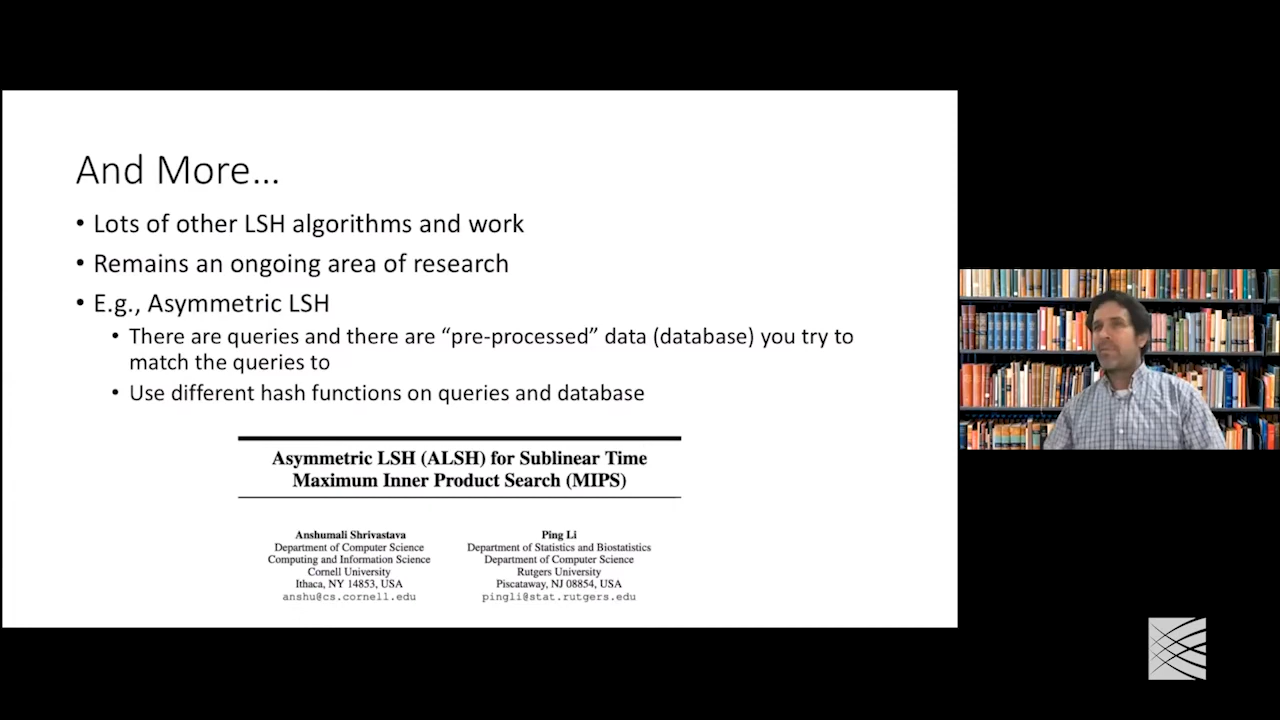 And More...
• Lots of other LSH algorithms and work
• Remains an ongoing area of research
• E.g., Asymmetric LSH
• There are queries and there are “pre-processed” data (database) you try to
match the queries to
• Use different hash functions on queries and database
Asymmetric LSH (ALSH) for Sublinear Time
Maximum Inner Product Search (MIPS)
Anshumali Shrivastava
Department of Computer Science
Computing and Information Science
Cornell University
Ithaca, NY 14853, USA
anshu@cs.cornell.edu
Ping Li
Department of Statistics and Biostatistics
Department of Computer Science
Rutgers University
Piscataway, NJ 08854, USA
pingli@stat.rutgers.edu